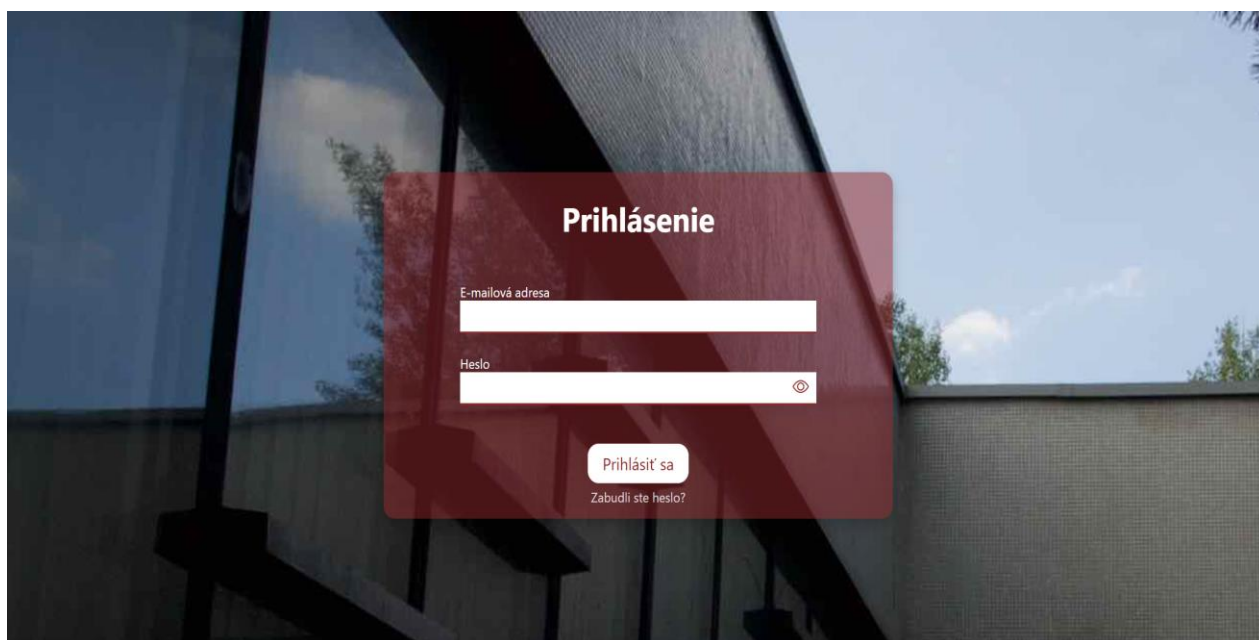 Prihlásenie
E-mailová adresa
Heslo
Prihlásiť sa
Zabudli ste heslo?